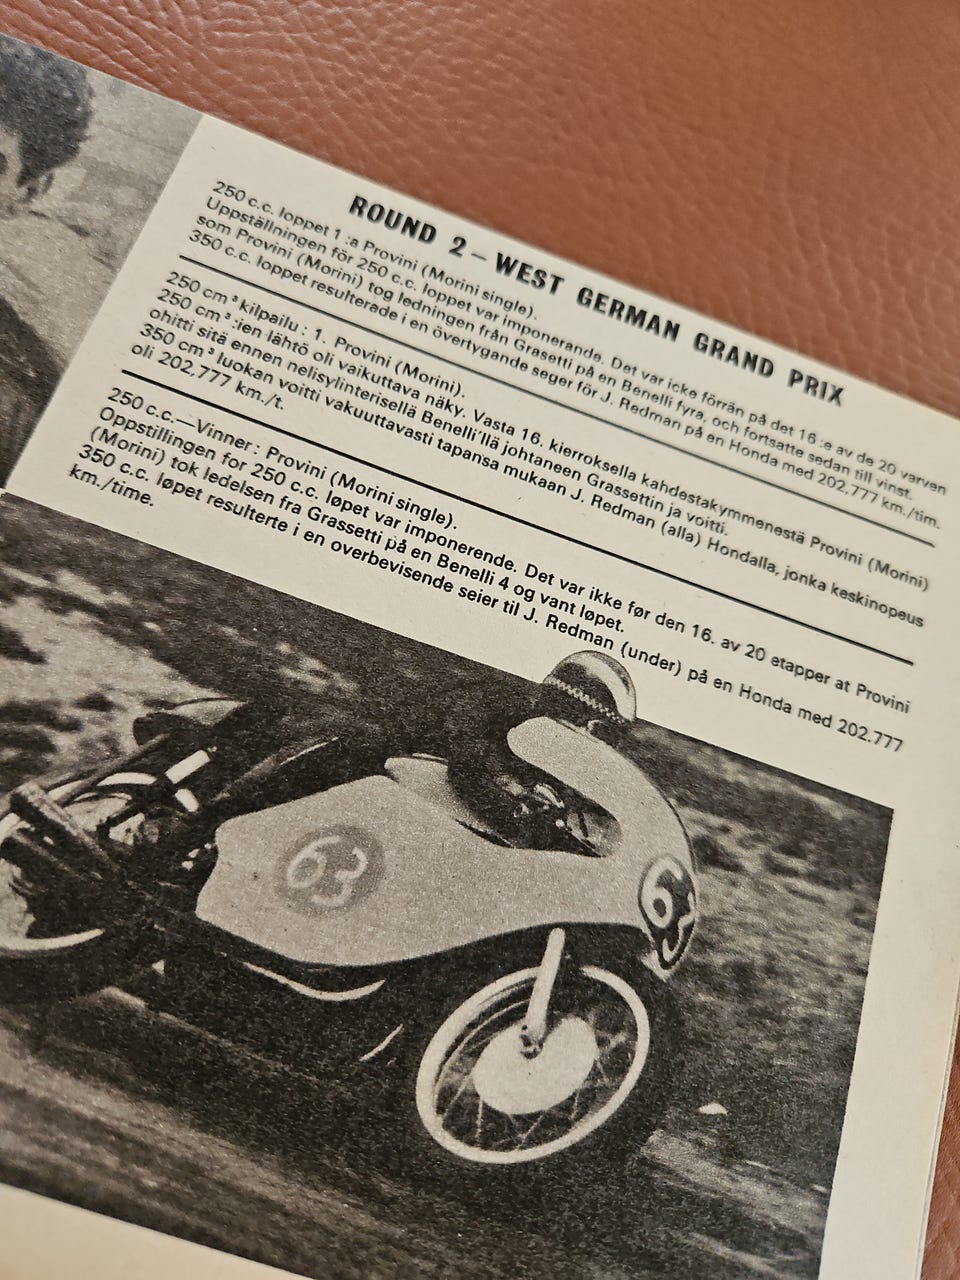 ROUND 2 – WEST GERMAN GRAND PRIX
250 c.c. loppet 1 :a Provini (Morini single).
Uppställningen för 250 c.c. loppet var imponerande. Det var icke förrän på det 16 :e av de 20 varven
som Provini (Morini) tog ledningen från Grasetti på en Benelli fyra, och fortsatte sedan till vinst.
350 c.c. loppet resulterade i en övertygande seger för J. Redman på en Honda med 202,777 km./tim.
250 cm³ kilpailu : 1. Provini (Morini).
250 cm³ :ien lähtö oli vaikuttava näky. Vasta 16. kierroksella kahdestakymmenestä Provini (Morini)
ohitti sitä ennen nelisylinterisellä Benelli'llä johtaneen Grassettin ja voitti.
350 cm³ luokan voitti vakuuttavasti tapansa mukaan J. Redman (alla) Hondalla, jonka keskinopeus
oli 202,777 km./t.
250 c.c.—Vinner : Provini (Morini single).
Oppstillingen for 250 c.c. løpet var imponerende. Det var ikke før den 16. av 20 etapper at Provini
(Morini) tok ledelsen fra Grassetti på en Benelli 4 og vant løpet.
350 c.c. løpet resulterte i en overbevisende seier til J. Redman (under) på en Honda med 202.777
km./time.
63
63